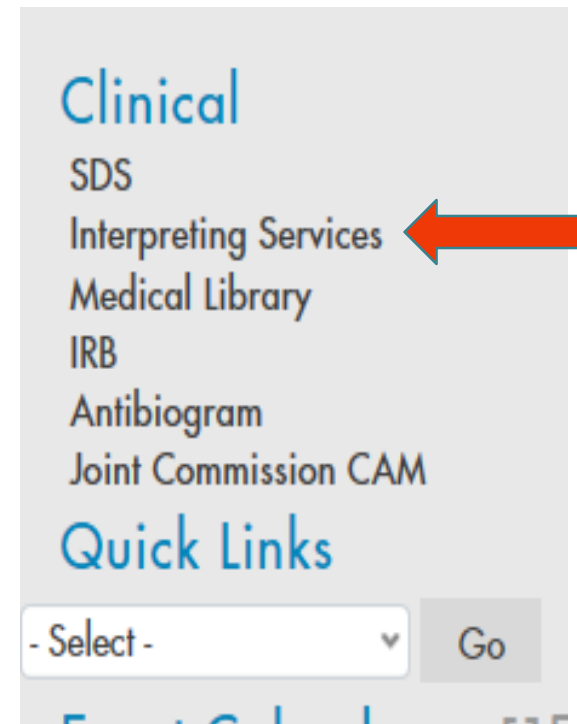 Clinical
SDS
Interpreting Services
Medical Library
IRB
Antibiogram
Joint Commission CAM
Quick Links
- Select -
Go